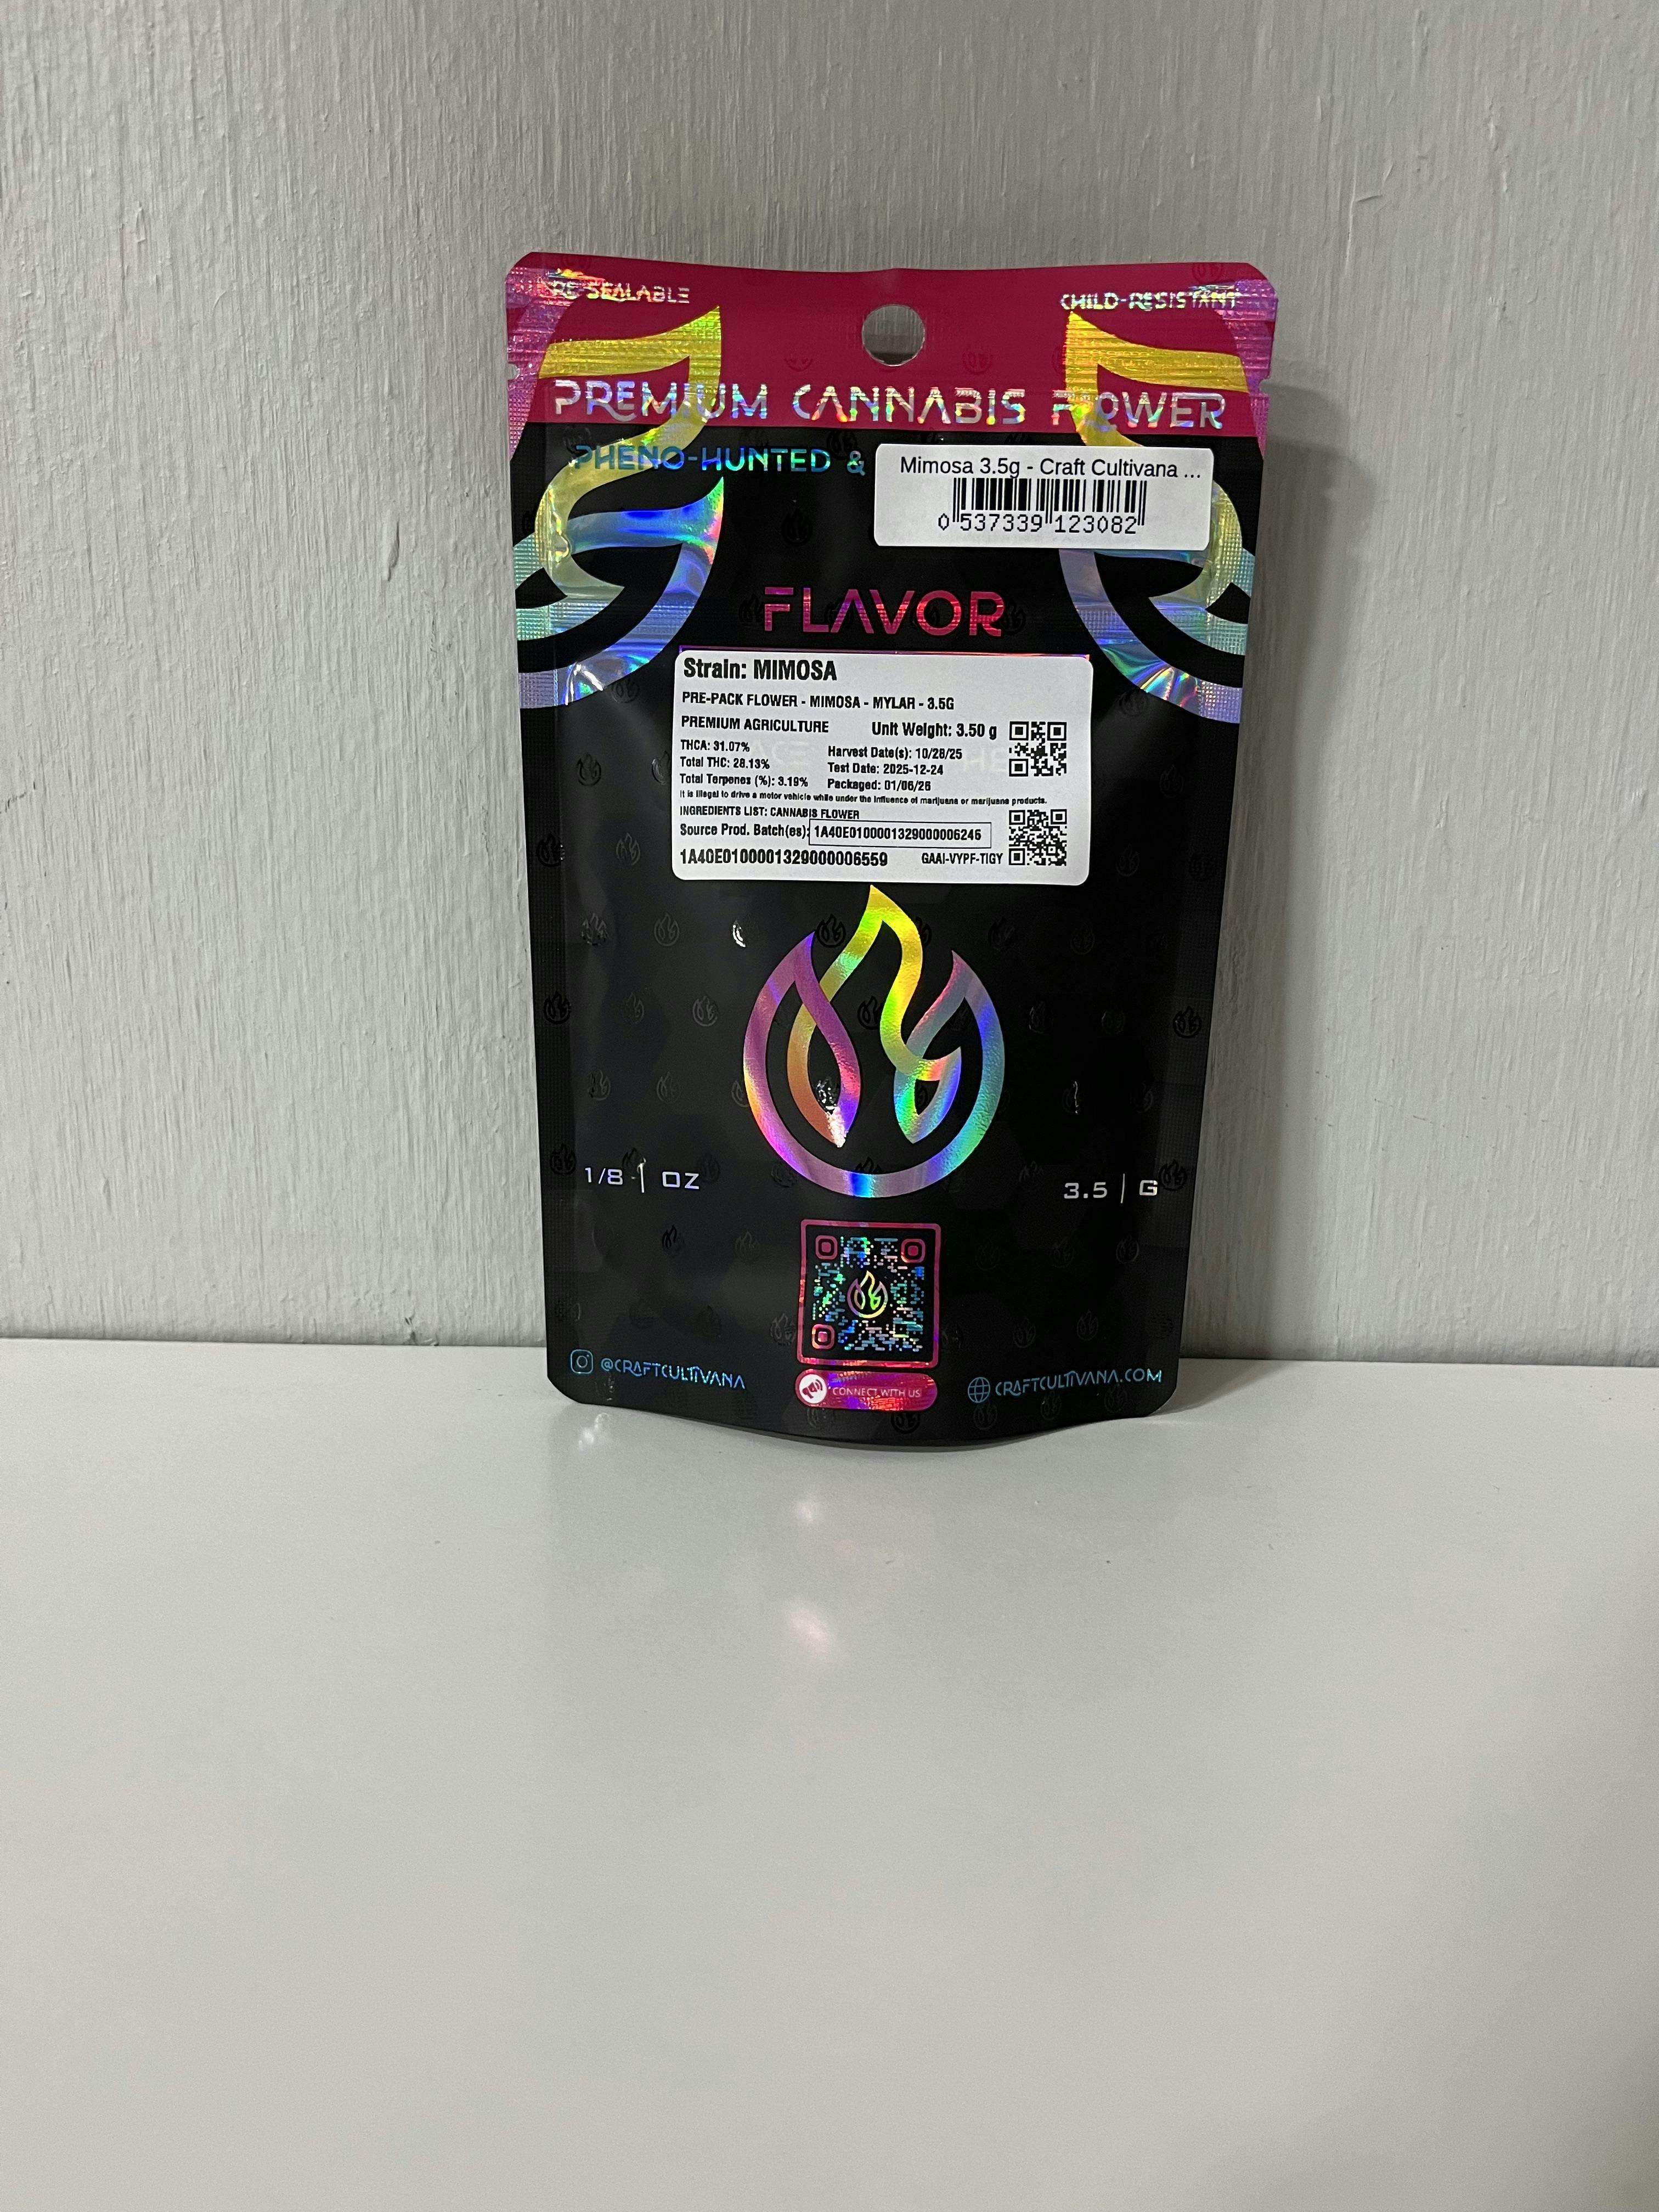 RE-SEALABLE
CHILD-RESISTANT
PREMIUM CANNABIS FLOWER
PHENO-HUNTED &
Mimosa 3.5g - Craft Cultivana ...
0 537339 123082
FLAVOR
Strain: MIMOSA
PRE-PACK FLOWER - MIMOSA - MYLAR - 3.5G
PREMIUM AGRICULTURE Unit Weight: 3.50 g
THCA: 31.07% Harvest Date(s): 10/28/25
Total THC: 28.13% Test Date: 2025-12-24
Total Terpenes (%): 3.19% Packaged: 01/06/26
It is illegal to drive a motor vehicle while under the influence of marijuana or marijuana products.
INGREDIENTS LIST: CANNABIS FLOWER
Source Prod. Batch(es): 1A40E0100001329000006246
1A40E0100001329000006559 GAAI-VYPF-TIGY
1/8 | OZ
3.5 | G
@CRAFTCULTIVANA
CONNECT WITH US
CRAFTCULTIVANA.COM